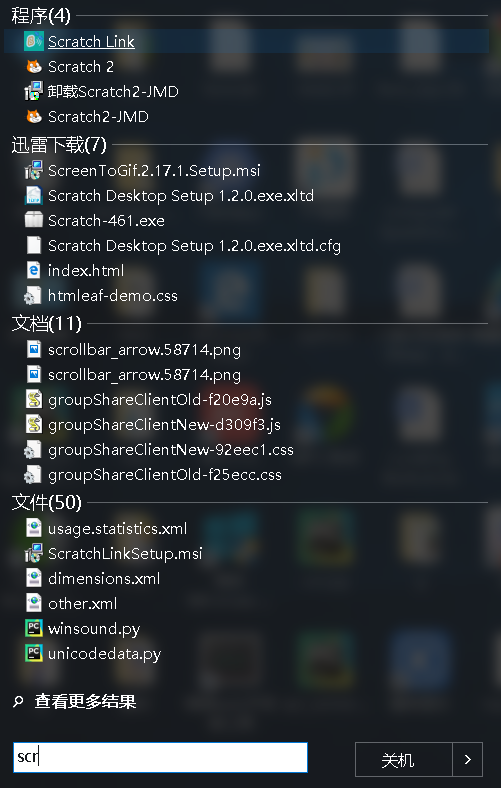 程序(4)
Scratch Link
Scratch 2
卸载Scratch2-JMD
Scratch2-JMD
迅雷下载(7)
ScreenToGif.2.17.1.Setup.msi
Scratch Desktop Setup 1.2.0.exe.xltd
Scratch-461.exe
Scratch Desktop Setup 1.2.0.exe.xltd.cfg
index.html
htmleaf-demo.css
文档(11)
scrollbar_arrow.58714.png
scrollbar_arrow.58714.png
groupShareClientOld-f20e9a.js
groupShareClientNew-d309f3.js
groupShareClientNew-92eec1.css
groupShareClientOld-f25ecc.css
文件(50)
usage.statistics.xml
ScratchLinkSetup.msi
dimensions.xml
other.xml
winsound.py
unicodedata.py
查看更多结果
scr
关机